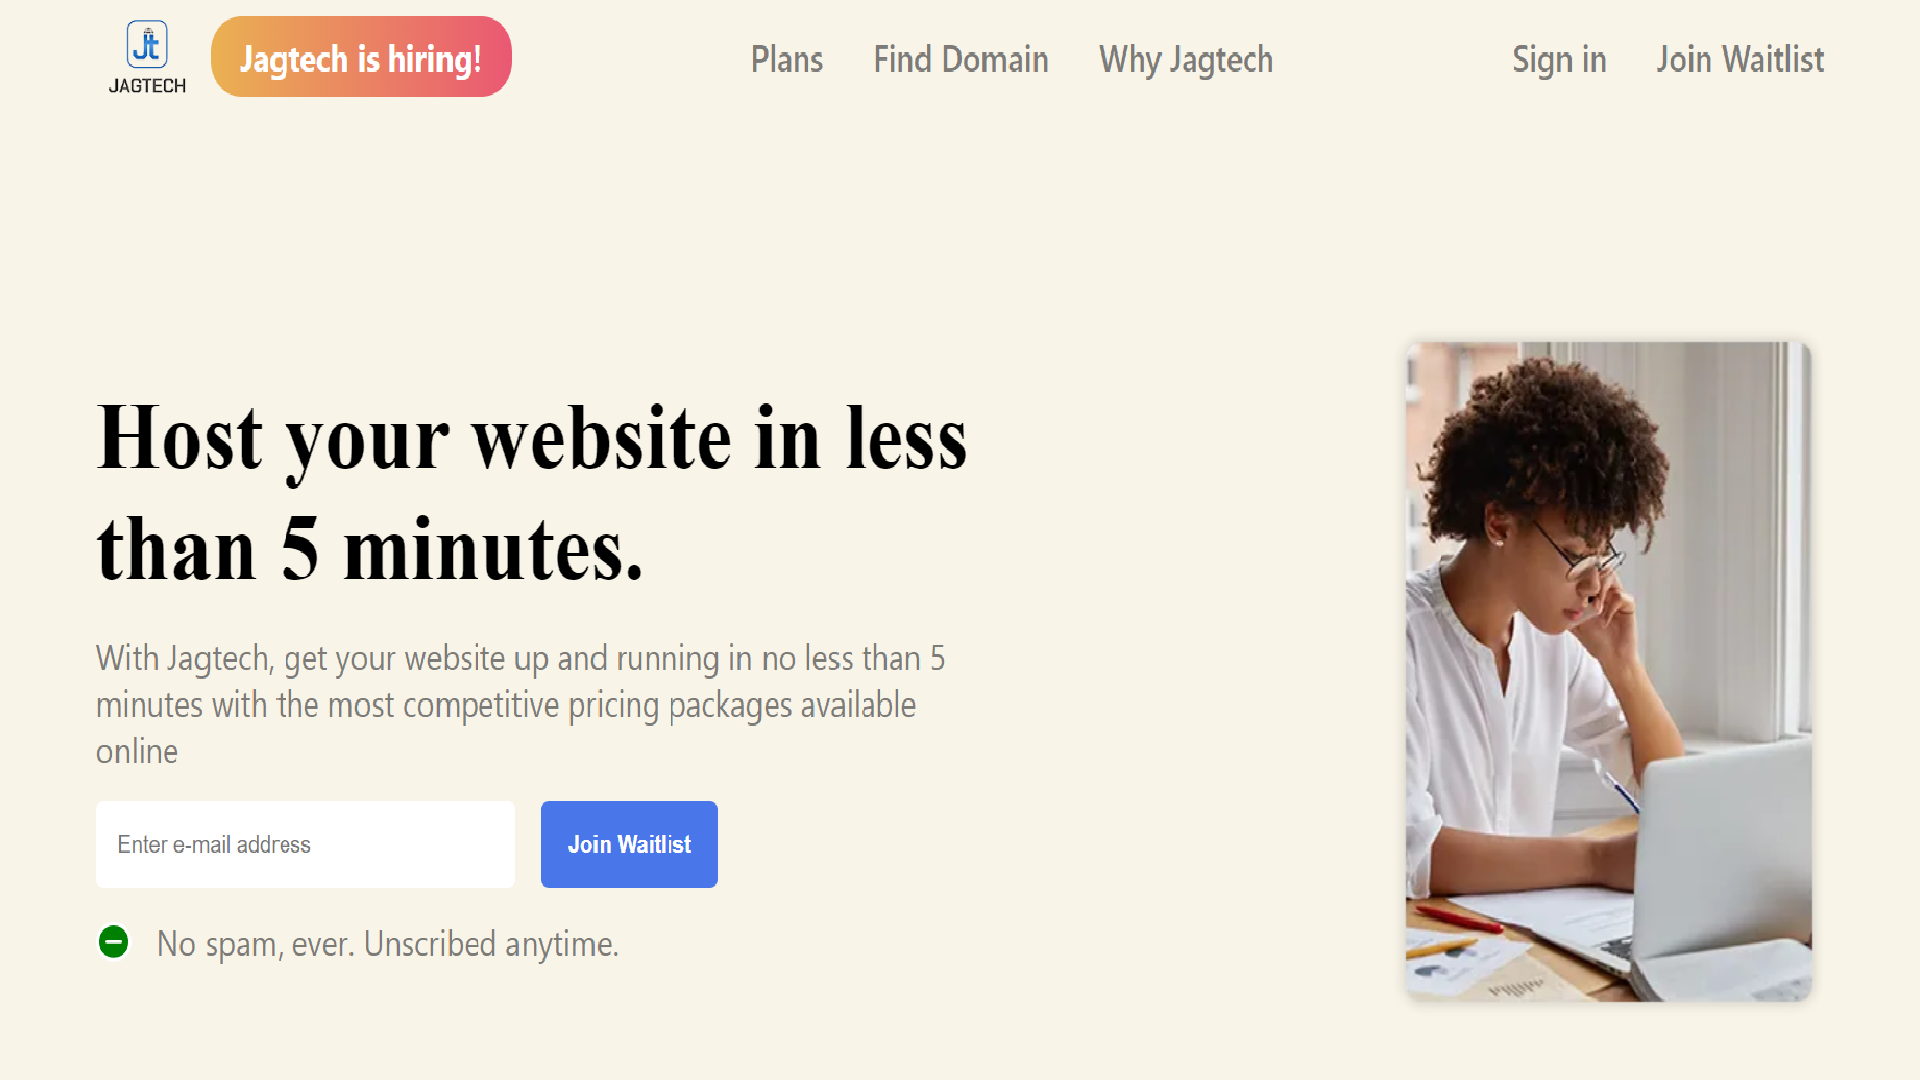 Jt
JAGTECH
Jagtech is hiring!
Plans
Find Domain
Why Jagtech
Sign in
Join Waitlist
Host your website in less
than 5 minutes.
With Jagtech, get your website up and running in no less than 5
minutes with the most competitive pricing packages available
online
Enter e-mail address
Join Waitlist
No spam, ever. Unscribed anytime.